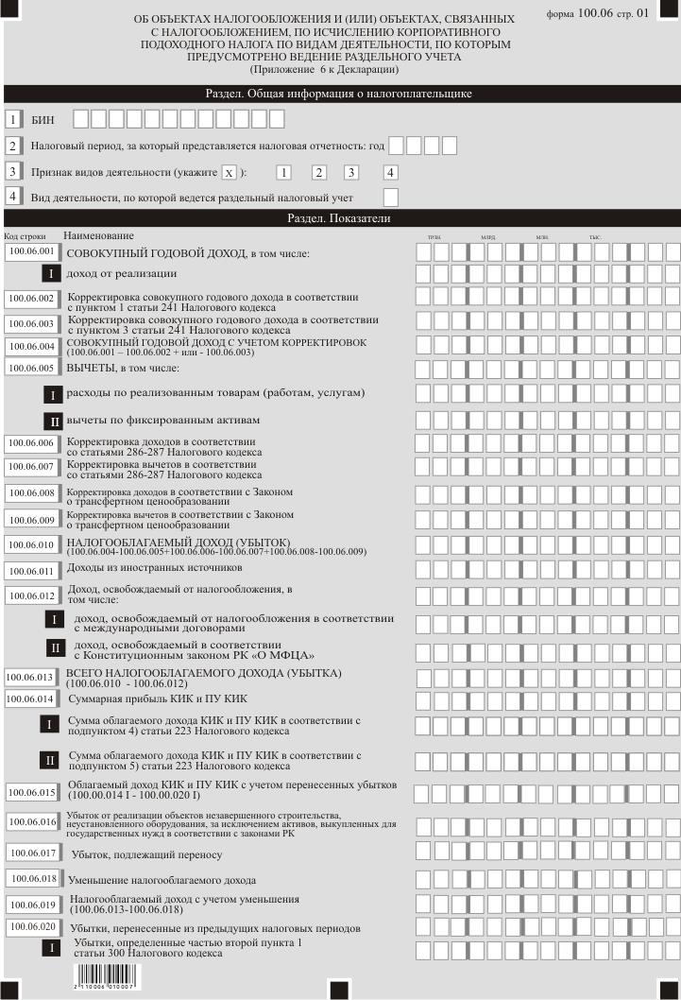 форма 100.06 стр. 01
ОБ ОБЪЕКТАХ НАЛОГООБЛОЖЕНИЯ И (ИЛИ) ОБЪЕКТАХ, СВЯЗАННЫХ
С НАЛОГООБЛОЖЕНИЕМ, ПО ИСЧИСЛЕНИЮ КОРПОРАТИВНОГО
ПОДОХОДНОГО НАЛОГА ПО ВИДАМ ДЕЯТЕЛЬНОСТИ, ПО КОТОРЫМ
ПРЕДУСМОТРЕНО ВЕДЕНИЕ РАЗДЕЛЬНОГО УЧЕТА
(Приложение 6 к Декларации)
Раздел. Общая информация о налогоплательщике
1 БИН
2 Налоговый период, за который представляется налоговая отчетность: год
3 Признак видов деятельности (укажите X ): 1 2 3 4
4 Вид деятельности, по которой ведется раздельный налоговый учет
Раздел. Показатели
Код строки Наименование ТРЛН. МЛРД. МЛН. ТЫС.
100.06.001 СОВОКУПНЫЙ ГОДОВОЙ ДОХОД, в том числе:
I доход от реализации
100.06.002 Корректировка совокупного годового дохода в соответствии
с пунктом 1 статьи 241 Налогового кодекса
100.06.003 Корректировка совокупного годового дохода в соответствии
с пунктом 3 статьи 241 Налогового кодекса
100.06.004 СОВОКУПНЫЙ ГОДОВОЙ ДОХОД С УЧЕТОМ КОРРЕКТИРОВОК
(100.06.001 – 100.06.002 + или - 100.06.003)
100.06.005 ВЫЧЕТЫ, в том числе:
I расходы по реализованным товарам (работам, услугам)
II вычеты по фиксированным активам
100.06.006 Корректировка доходов в соответствии
со статьями 286-287 Налогового кодекса
100.06.007 Корректировка вычетов в соответствии
со статьями 286-287 Налогового кодекса
100.06.008 Корректировка доходов в соответствии с Законом
о трансфертном ценообразовании
100.06.009 Корректировка вычетов в соответствии с Законом
о трансфертном ценообразовании
100.06.010 НАЛОГООБЛАГАЕМЫЙ ДОХОД (УБЫТОК)
(100.06.004-100.06.005+100.06.006-100.06.007+100.06.008-100.06.009)
100.06.011 Доходы из иностранных источников
100.06.012 Доход, освобождаемый от налогообложения, в
том числе:
I доход, освобождаемый от налогообложения в соответствии
с международными договорами
II доход, освобождаемый в соответствии
с Конституционным законом РК «О МФЦА»
100.06.013 ВСЕГО НАЛОГООБЛАГАЕМОГО ДОХОДА (УБЫТКА)
(100.06.010 - 100.06.012)
100.06.014 Суммарная прибыль КИК и ПУ КИК
I Сумма облагаемого дохода КИК и ПУ КИК в соответствии с
подпунктом 4) статьи 223 Налогового кодекса
II Сумма облагаемого дохода КИК и ПУ КИК в соответствии с
подпунктом 5) статьи 223 Налогового кодекса
100.06.015 Облагаемый доход КИК и ПУ КИК с учетом перенесенных убытков
(100.00.014 I - 100.00.020 I)
100.06.016 Убыток от реализации объектов незавершенного строительства,
неустановленного оборудования, за исключением активов, выкупленных для
государственных нужд в соответствии с законами РК
100.06.017 Убыток, подлежащий переносу
100.06.018 Уменьшение налогооблагаемого дохода
100.06.019 Налогооблагаемый доход с учетом уменьшения
(100.06.013-100.06.018)
100.06.020 Убытки, перенесенные из предыдущих налоговых периодов
I Убытки, определенные частью второй пункта 1
статьи 300 Налогового кодекса
2 110006 010007